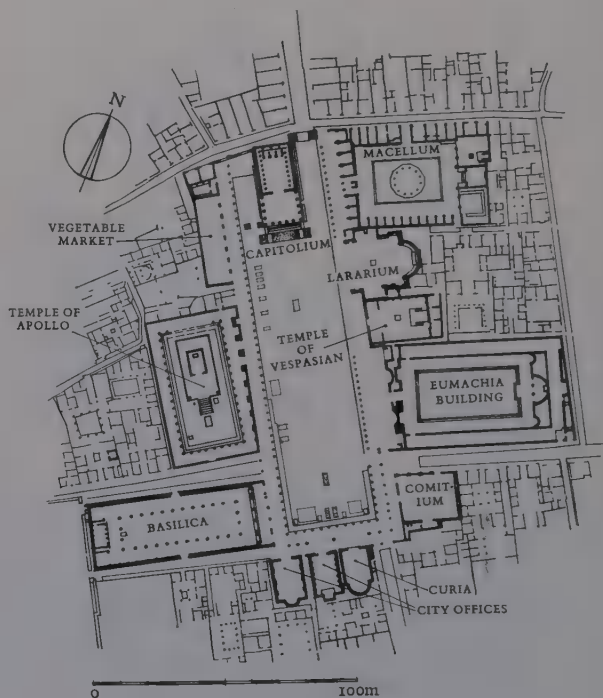 N
MACELLUM
VEGETABLE
MARKET
CAPITOLIUM
LARARIUM
TEMPLE OF
APOLLO
TEMPLE
OF
VESPASIAN
EUMACHIA
BUILDING
COMIT-
IUM
BASILICA
CURIA
CITY OFFICES
0
100m